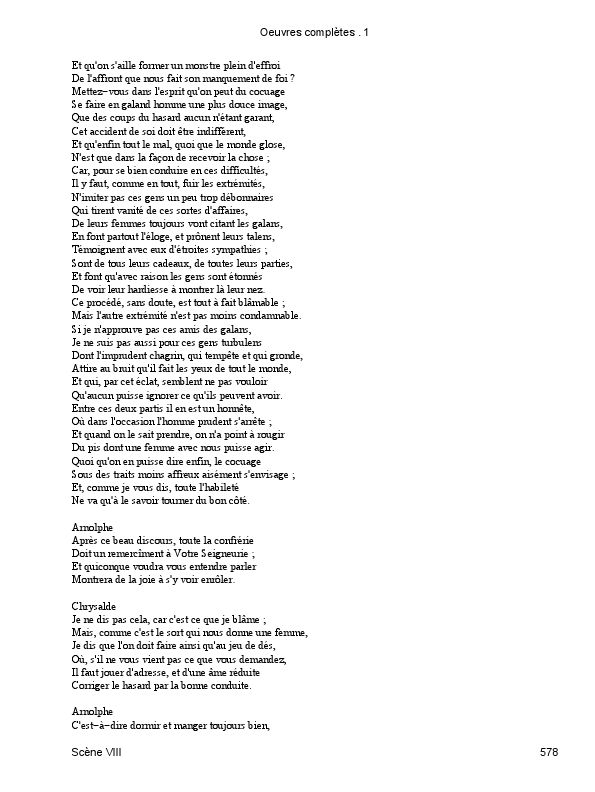 Oeuvres complètes . 1
Et qu'on s'aille former un monstre plein d'effroi
De l'affront que nous fait son manquement de foi ?
Mettez-vous dans l'esprit qu'on peut du cocuage
Se faire en galand homme une plus douce image,
Que des coups du hasard aucun n'étant garant,
Cet accident de soi doit être indifférent,
Et qu'enfin tout le mal, quoi que le monde glose,
N'est que dans la façon de recevoir la chose ;
Car, pour se bien conduire en ces difficultés,
Il y faut, comme en tout, fuir les extrémités,
N'imiter pas ces gens un peu trop débonnaires
Qui tirent vanité de ces sortes d'affaires,
De leurs femmes toujours vont citant les galans,
En font partout l'éloge, et prônent leurs talens,
Témoignent avec eux d'étroites sympathies ;
Sont de tous leurs cadeaux, de toutes leurs parties,
Et font qu'avec raison les gens sont étonnés
De voir leur hardiesse à montrer là leur nez.
Ce procédé, sans doute, est tout à fait blâmable ;
Mais l'autre extrémité n'est pas moins condamnable.
Si je n'approuve pas ces amis des galans,
Je ne suis pas aussi pour ces gens turbulens
Dont l'imprudent chagrin, qui tempête et qui gronde,
Attire au bruit qu'il fait les yeux de tout le monde,
Et qui, par cet éclat, semblent ne pas vouloir
Qu'aucun puisse ignorer ce qu'ils peuvent avoir.
Entre ces deux partis il en est un honnête,
Où dans l'occasion l'homme prudent s'arrête ;
Et quand on le sait prendre, on n'a point à rougir
Du pis dont une femme avec nous puisse agir.
Quoi qu'on en puisse dire enfin, le cocuage
Sous des traits moins affreux aisément s'envisage ;
Et, comme je vous dis, toute l'habileté
Ne va qu'à le savoir tourner du bon côté.
Arnolphe
Après ce beau discours, toute la confrérie
Doit un remercîment à Votre Seigneurie ;
Et quiconque voudra vous entendre parler
Montrera de la joie à s'y voir enrôler.
Chrysalde
Je ne dis pas cela, car c'est ce que je blâme ;
Mais, comme c'est le sort qui nous donne une femme,
Je dis que l'on doit faire ainsi qu'au jeu de dés,
Où, s'il ne vous vient pas ce que vous demandez,
Il faut jouer d'adresse, et d'une âme réduite
Corriger le hasard par la bonne conduite.
Arnolphe
C'est-à-dire dormir et manger toujours bien,
Scène VIII
578